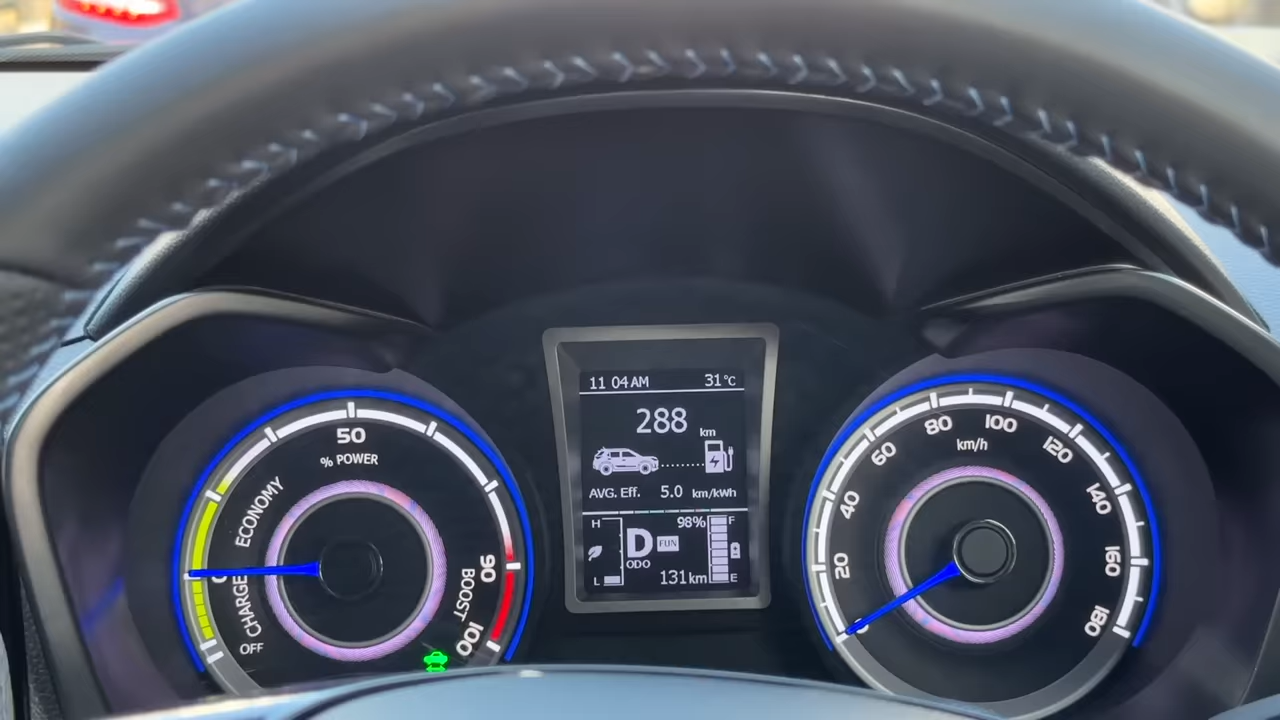 50
% POWER
ECONOMY
CHARGE
OFF
90
BOOST
100
11 04 AM 31°C
288 km
AVG. Eff. 5.0 km/kWh
H 98% F
D FUN
ODO
L 131km E
80 100
km/h
60 120
40 140
20 160
180